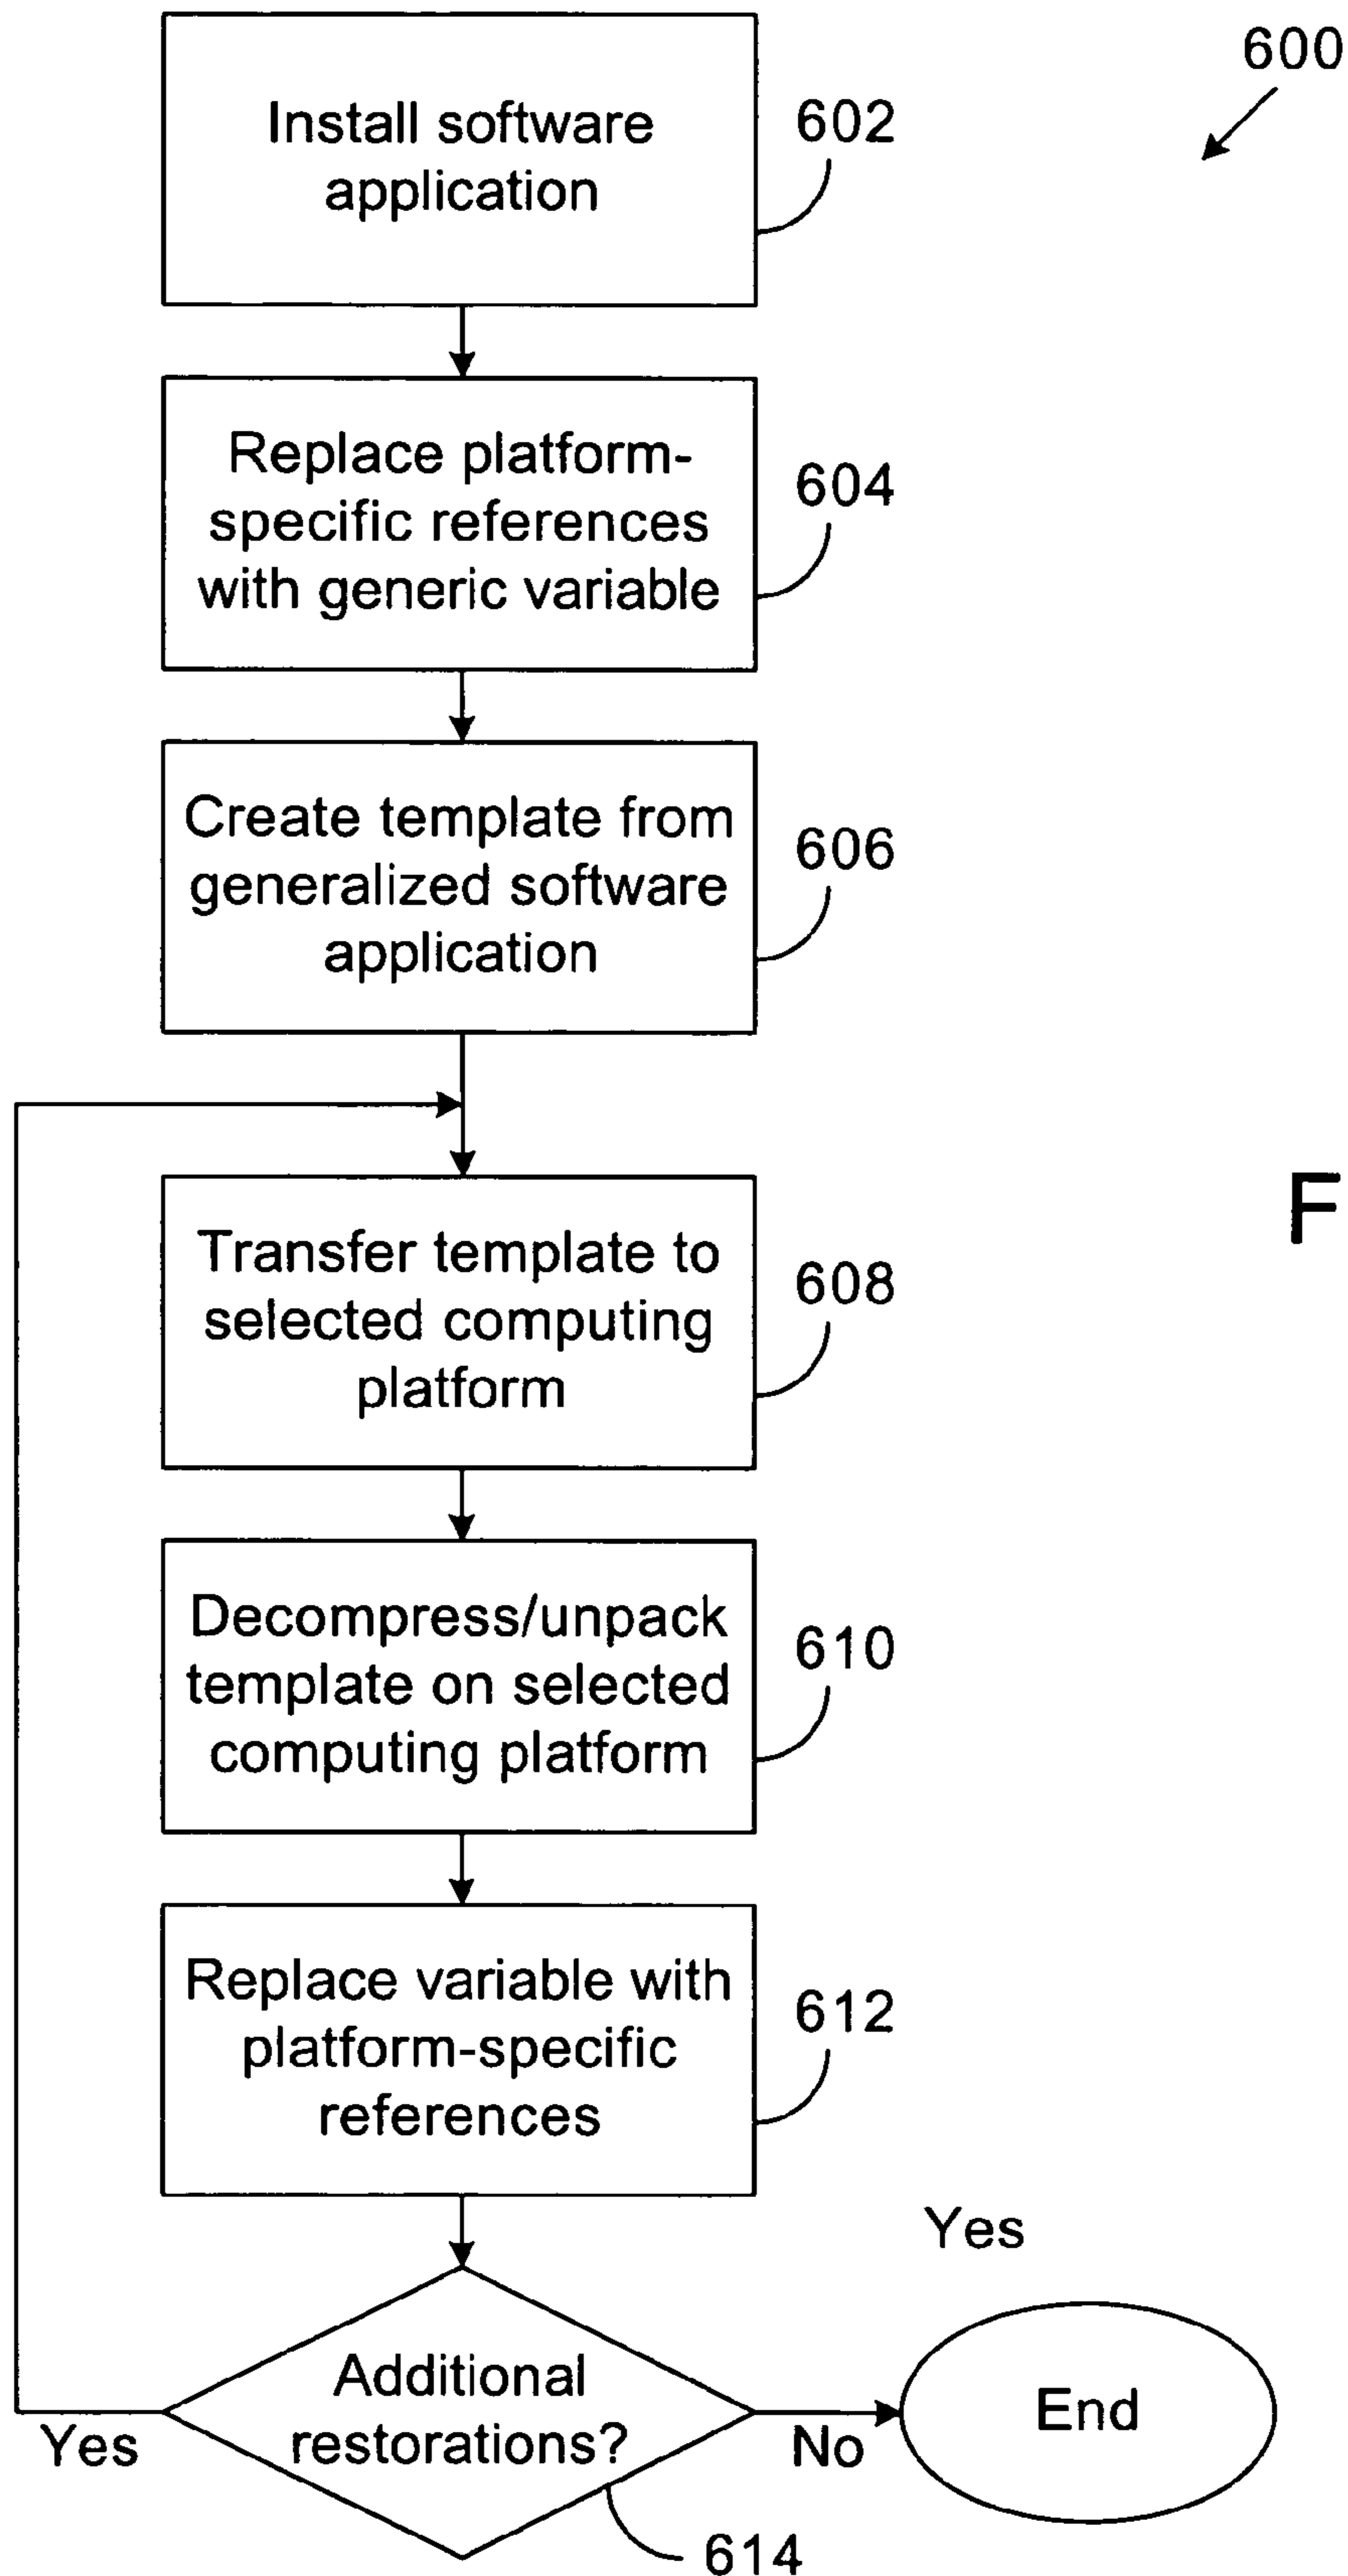 600
Install software
application
602
Replace platform-
specific references
with generic variable
604
Create template from
generalized software
application
606
Transfer template to
selected computing
platform
608
F
Decompress/unpack
template on selected
computing platform
610
Replace variable with
platform-specific
references
612
Yes
Additional
restorations?
Yes
No
End
614